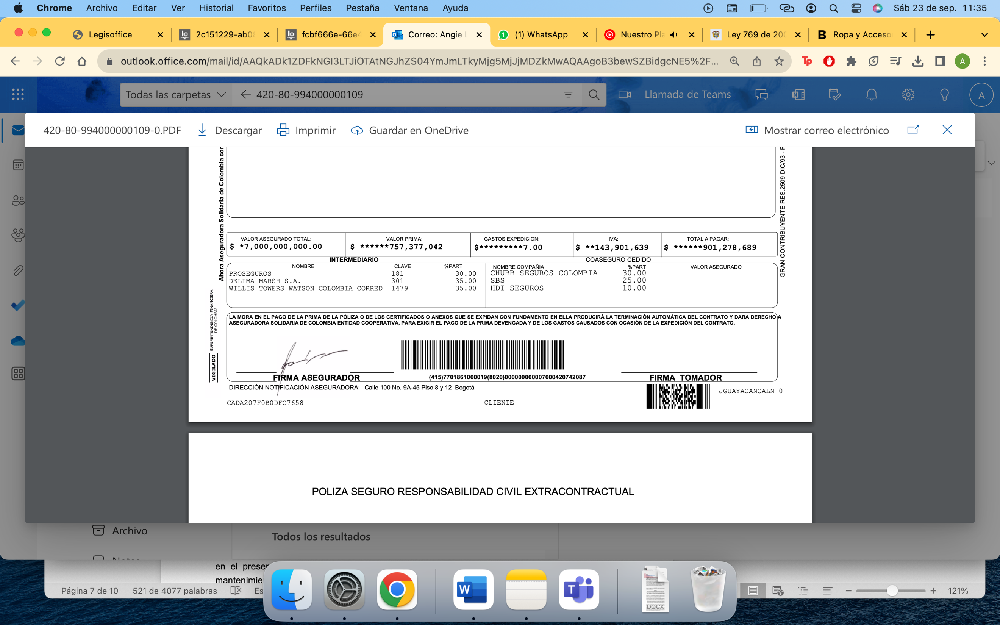 Chrome Archivo Editar Ver Historial Favoritos Perfiles Pestaña Ventana Ayuda Sáb 23 de sep. 11:35
Legisoffice 2c151229-ab0 fcbf666e-66e4 Correo: Angie L (1) WhatsApp Nuestro Pla Ley 769 de 200 Ropa y Acceso
outlook.office.com/mail/id/AAQkADk1ZDFkNGI3LTJiOTAtNGJhZS04YmJmLTkyMjg5MjJjMDZkMwAQAAgoB3bewSZBidgcNE5%2F...
Todas las carpetas 420-80-994000000109 Llamada de Teams A
420-80-994000000109-0.PDF Descargar Imprimir Guardar en OneDrive Mostrar correo electrónico
Ahora Aseguradora Solidaria de Colombia
GRAN CONTRIBUYENTE RES.2509 DIC/93 -
VALOR ASEGURADO TOTAL: VALOR PRIMA: GASTOS EXPEDICION: IVA: TOTAL A PAGAR:
$ *7,000,000,000.00 $ ******757,377,042 $*********7.00 $ **143,901,639 $ ******901,278,689
INTERMEDIARIO COASEGURO CEDIDO
NOMBRE CLAVE %PART NOMBRE COMPAÑIA %PART VALOR ASEGURADO
PROSEGUROS 181 30.00 CHUBB SEGUROS COLOMBIA 30.00
DELIMA MARSH S.A. 301 35.00 SBS 25.00
WILLIS TOWERS WATSON COLOMBIA CORRED 1479 35.00 HDI SEGUROS 10.00
VIGILADO SUPERINTENDENCIA FINANCIERA
DE COLOMBIA
LA MORA EN EL PAGO DE LA PRIMA DE LA PÓLIZA O DE LOS CERTIFICADOS O ANEXOS QUE SE EXPIDAN CON FUNDAMENTO EN ELLA PRODUCIRÁ LA TERMINACIÓN AUTOMÁTICA DEL CONTRATO Y DARA DERECHO A
ASEGURADORA SOLIDARIA DE COLOMBIA ENTIDAD COOPERATIVA, PARA EXIGIR EL PAGO DE LA PRIMA DEVENGADA Y DE LOS GASTOS CAUSADOS CON OCASIÓN DE LA EXPEDICIÓN DEL CONTRATO.
FIRMA ASEGURADOR (415)7701861000019(8020)000000000007000420742087 FIRMA TOMADOR
DIRECCIÓN NOTIFICACIÓN ASEGURADORA: Calle 100 No. 9A-45 Piso 8 y 12 Bogotá
JGUAYACANCALN 0
CADA207F0B0DFC7658 CLIENTE
POLIZA SEGURO RESPONSABILIDAD CIVIL EXTRACONTRACTUAL
Archivo
Todos los resultados
en el preser
mantenimie
Página 7 de 10 521 de 4077 palabras Es 121%
DOCX